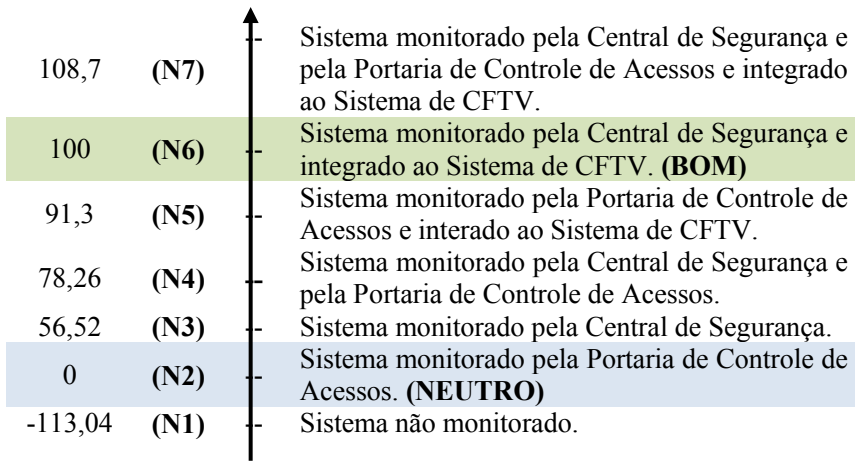 Sistema monitorado pela Central de Segurança e
108,7 (N7) -- pela Portaria de Controle de Acessos e integrado
ao Sistema de CFTV.
Sistema monitorado pela Central de Segurança e
100 (N6) -- integrado ao Sistema de CFTV. (BOM)
Sistema monitorado pela Portaria de Controle de
91,3 (N5) -- Acessos e interado ao Sistema de CFTV.
Sistema monitorado pela Central de Segurança e
78,26 (N4) -- pela Portaria de Controle de Acessos.
56,52 (N3) -- Sistema monitorado pela Central de Segurança.
Sistema monitorado pela Portaria de Controle de
0 (N2) -- Acessos. (NEUTRO)
-113,04 (N1) -- Sistema não monitorado.